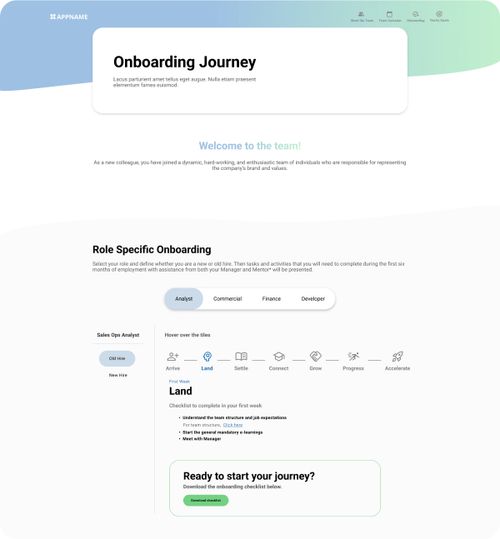 APPNAME
Meet the Team
Team Calendar
Onboarding
Yearly Goals
Onboarding Journey
Lacus parturient amet tellus eget augue. Nulla etiam praesent
elementum fames euismod.
Welcome to the team!
As a new colleague, you have joined a dynamic, hard-working, and enthusiastic team of individuals who are responsible for representing
the company's brand and values.
Role Specific Onboarding
Select your role and define whether you are a new or old hire. Then tasks and activities that you will need to complete during the first six
months of employment with assistance from both your Manager and Mentor* will be presented.
Analyst
Commercial
Finance
Developer
Sales Ops Analyst
Old Hire
New Hire
Hover over the tiles
Arrive
Land
Settle
Connect
Grow
Progress
Accelerate
First Week
Land
Checklist to complete in your first week
• Understand the team structure and job expectations
For team structure, Click here
• Start the general mandatory e-learnings
• Meet with Manager
Ready to start your journey?
Download the onboarding checklist below.
Download checklist